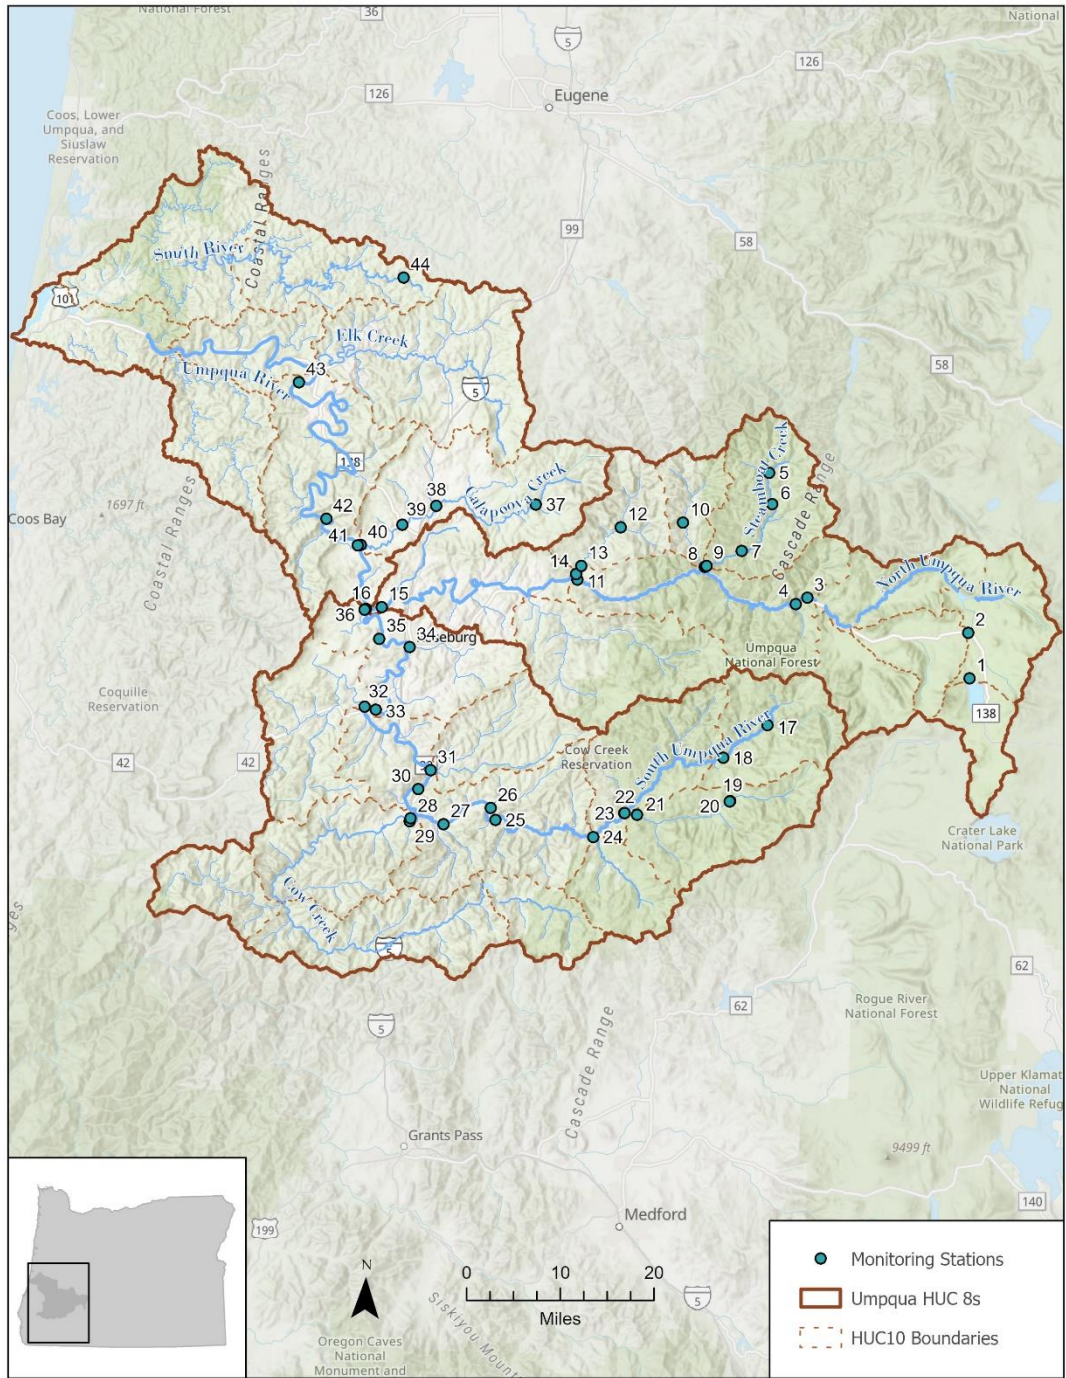 National Forest
36
5
National
126
126
Eugene
Coos, Lower
Umpqua, and
Siuslaw
Reservation
Coastal Ranges
99
58
Smith River
44
101
Elk Creek
Umpqua River
43
5
58
138
Steamboat Creek
5
Cascade Range
6
38
Calapooya Creek
37
1697 ft
Coos Bay
42
39
12
10
41
40
13
14
11
8
9
7
Coastal Ranges
North Umpqua River
4
3
16
15
36
2
35
34
seburg
Umpqua
National Forest
1
Coquille
Reservation
32
33
138
17
42
42
Cow Creek
Reservation
South Umpqua River
31
18
30
26
19
28
27
25
22
23
21
20
29
24
Crater Lake
National Park
Cow Creek
ges
5
62
62
5
Rogue River
National Forest
Cascade Range
Upper Klamat
National
Wildlife Refug
Grants Pass
9499 ft
140
Medford
199
N
0 10 20
Miles
5
Siskiyou Mount
Oregon Caves
National
Monument and
Monitoring Stations
Umpqua HUC 8s
HUC10 Boundaries